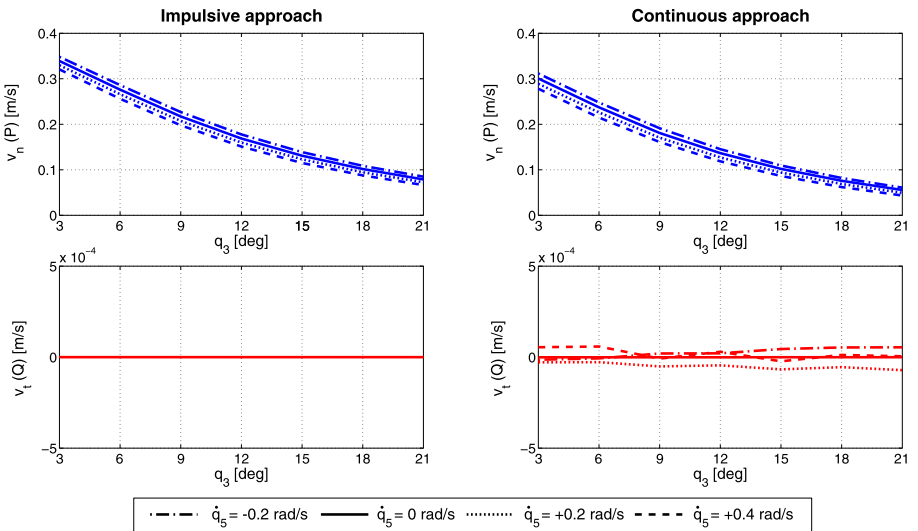 Impulsive approach
Continuous approach
0.4
0.3
0.2
0.1
0
v_n (P) [m/s]
3 6 9 12 15 18 21
q_3 [deg]
0.4
0.3
0.2
0.1
0
v_n (P) [m/s]
3 6 9 12 15 18 21
q_3 [deg]
x 10^-4
5
0
-5
v_t (Q) [m/s]
3 6 9 12 15 18 21
q_3 [deg]
x 10^-4
5
0
-5
v_t (Q) [m/s]
3 6 9 12 15 18 21
q_3 [deg]
q̇_5 = -0.2 rad/s
q̇_5 = 0 rad/s
q̇_5 = +0.2 rad/s
q̇_5 = +0.4 rad/s